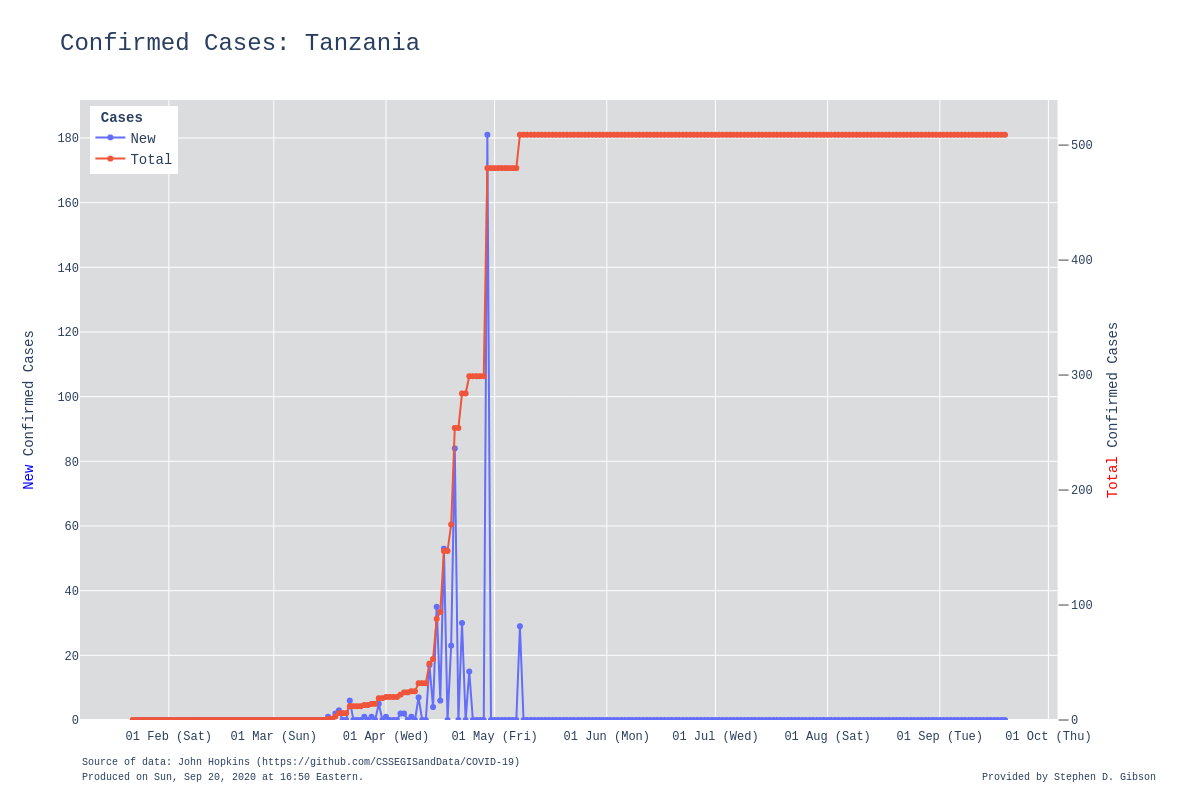 Confirmed Cases: Tanzania
Cases
New
Total
180
160
140
120
100
80
60
40
20
0
500
400
300
200
100
0
New Confirmed Cases
Total Confirmed Cases
01 Feb (Sat) 01 Mar (Sun) 01 Apr (Wed) 01 May (Fri) 01 Jun (Mon) 01 Jul (Wed) 01 Aug (Sat) 01 Sep (Tue) 01 Oct (Thu)
Source of data: John Hopkins (https://github.com/CSSEGISandData/COVID-19)
Produced on Sun, Sep 20, 2020 at 16:50 Eastern.
Provided by Stephen D. Gibson